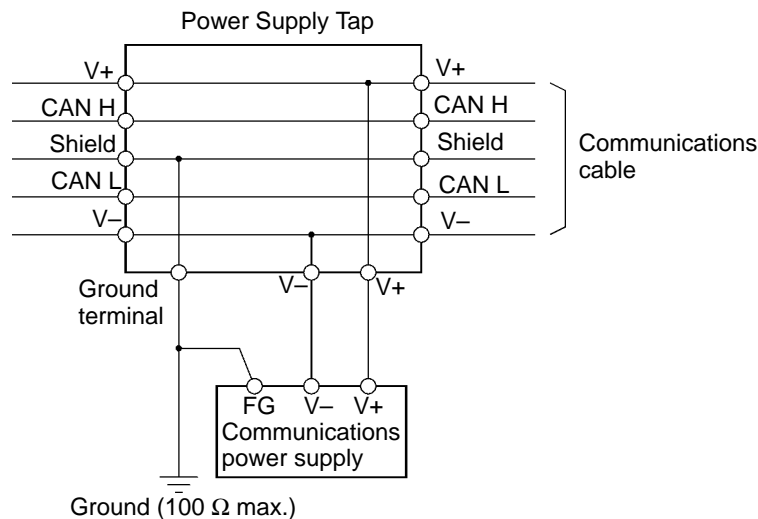 Power Supply Tap
V+
V+
CAN H
CAN H
Shield
Shield
Communications
cable
CAN L
CAN L
V–
V–
Ground
terminal
V–
V+
FG
V–
V+
Communications
power supply
Ground (100 Ω max.)